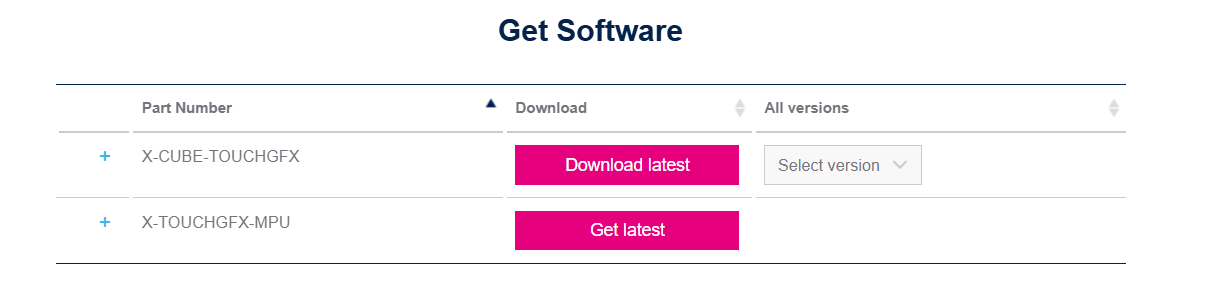 Get Software
Part Number Download All versions
+ X-CUBE-TOUCHGFX Download latest Select version
+ X-TOUCHGFX-MPU Get latest